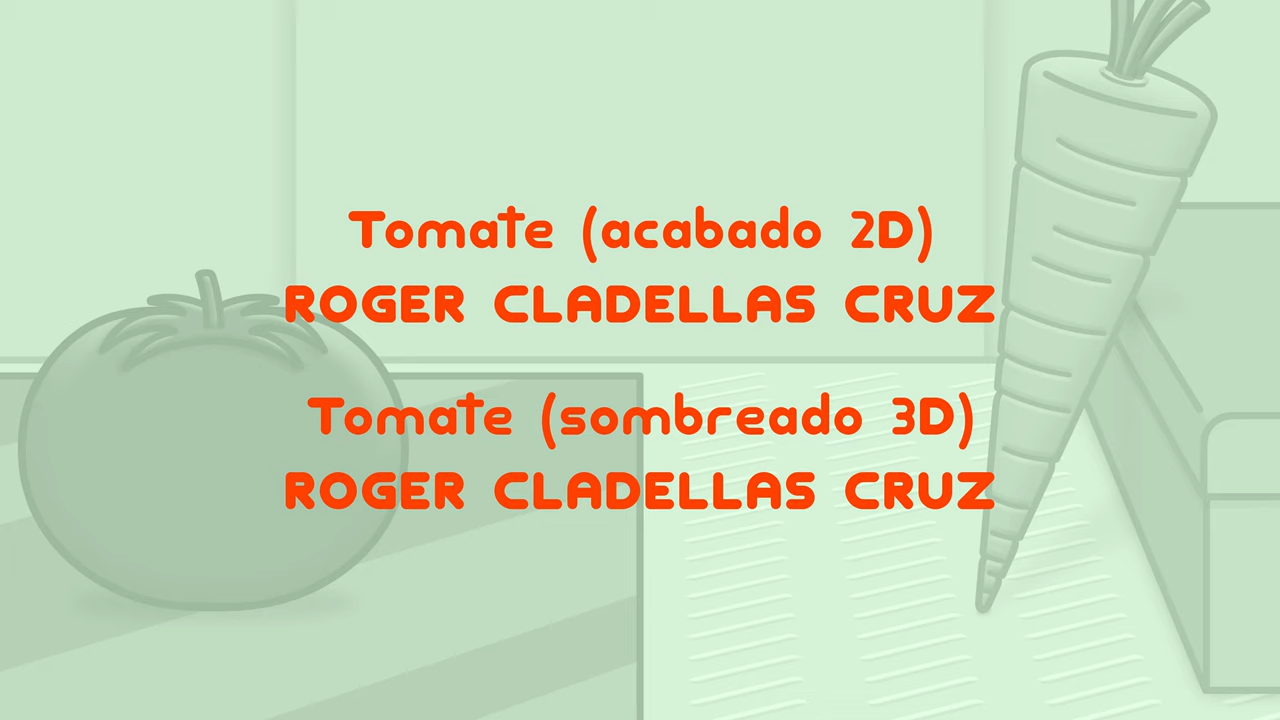 Tomate (acabado 2D)
ROGER CLADELLAS CRUZ
Tomate (sombreado 3D)
ROGER CLADELLAS CRUZ